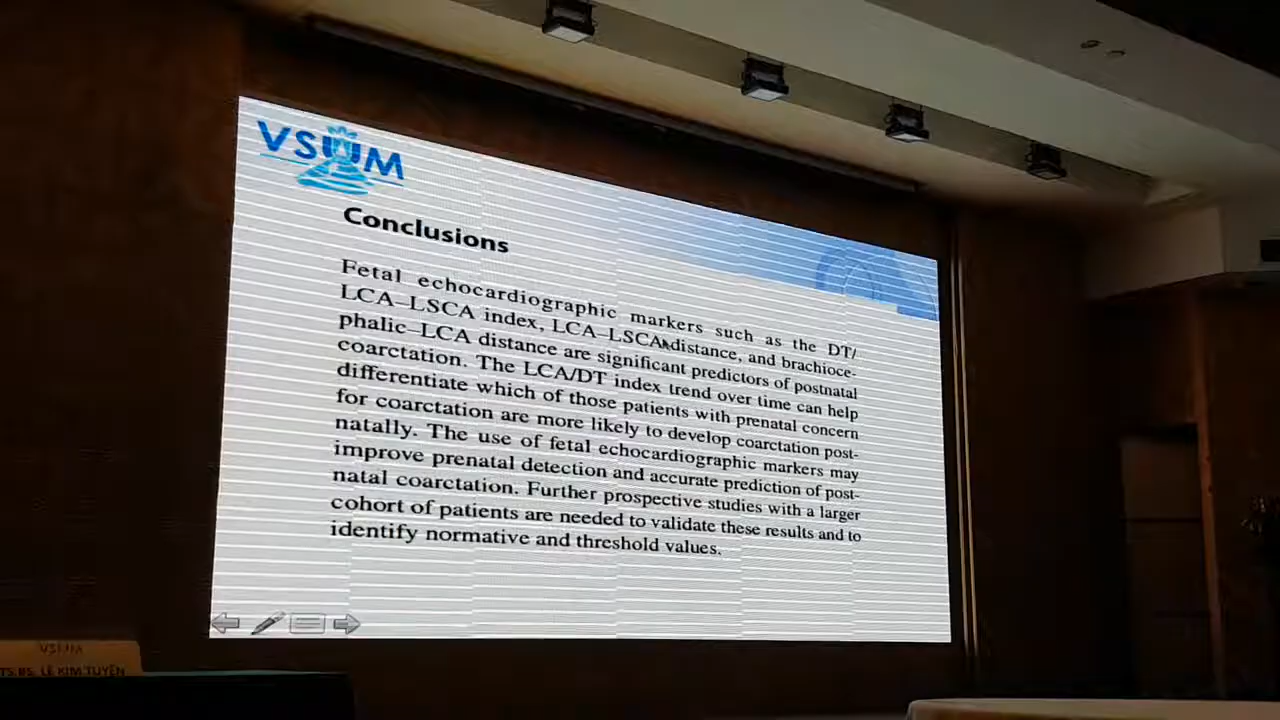 VSUM
Conclusions
Fetal echocardiographic markers such as the DT/
LCA–LSCA index, LCA–LSCA distance, and brachioce-
phalic–LCA distance are significant predictors of postnatal
coarctation. The LCA/DT index trend over time can help
differentiate which of those patients with prenatal concern
for coarctation are more likely to develop coarctation post-
natally. The use of fetal echocardiographic markers may
improve prenatal detection and accurate prediction of post-
natal coarctation. Further prospective studies with a larger
cohort of patients are needed to validate these results and to
identify normative and threshold values.
VSUM
TS.BS. LÊ KIM TUYẾN